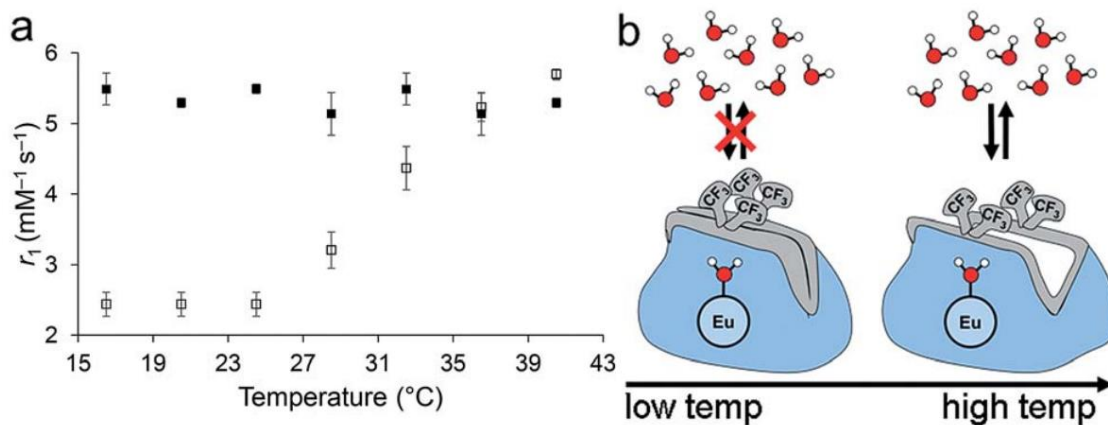 a
r₁ (mM⁻¹ s⁻¹)
6
5
4
3
2
15 19 23 27 31 35 39 43
Temperature (°C)
b
CF₃ CF₃ CF₃ CF₃
CF₃ CF₃ CF₃ CF₃
Eu Eu
low temp high temp